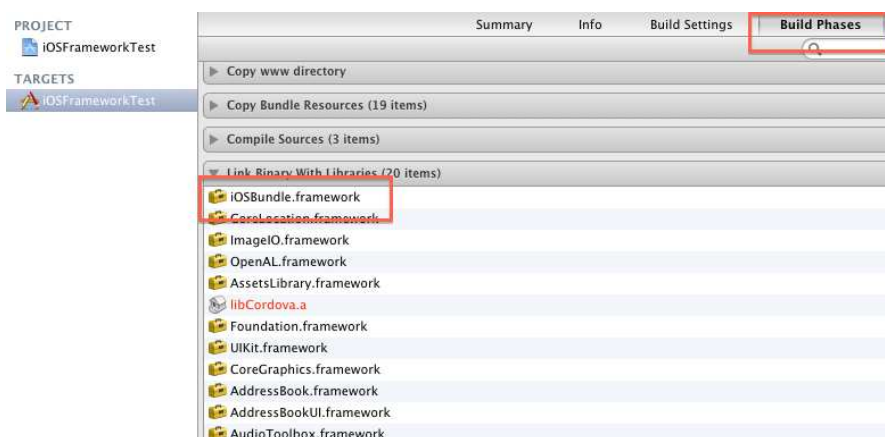 PROJECT
iOSFrameworkTest
TARGETS
iOSFrameworkTest
Summary Info Build Settings Build Phases
Copy www directory
Copy Bundle Resources (19 items)
Compile Sources (3 items)
Link Binary With Libraries (20 items)
iOSBundle.framework
CoreLocation.framework
ImageIO.framework
OpenAL.framework
AssetsLibrary.framework
libCordova.a
Foundation.framework
UIKit.framework
CoreGraphics.framework
AddressBook.framework
AddressBookUI.framework
AudioToolbox.framework